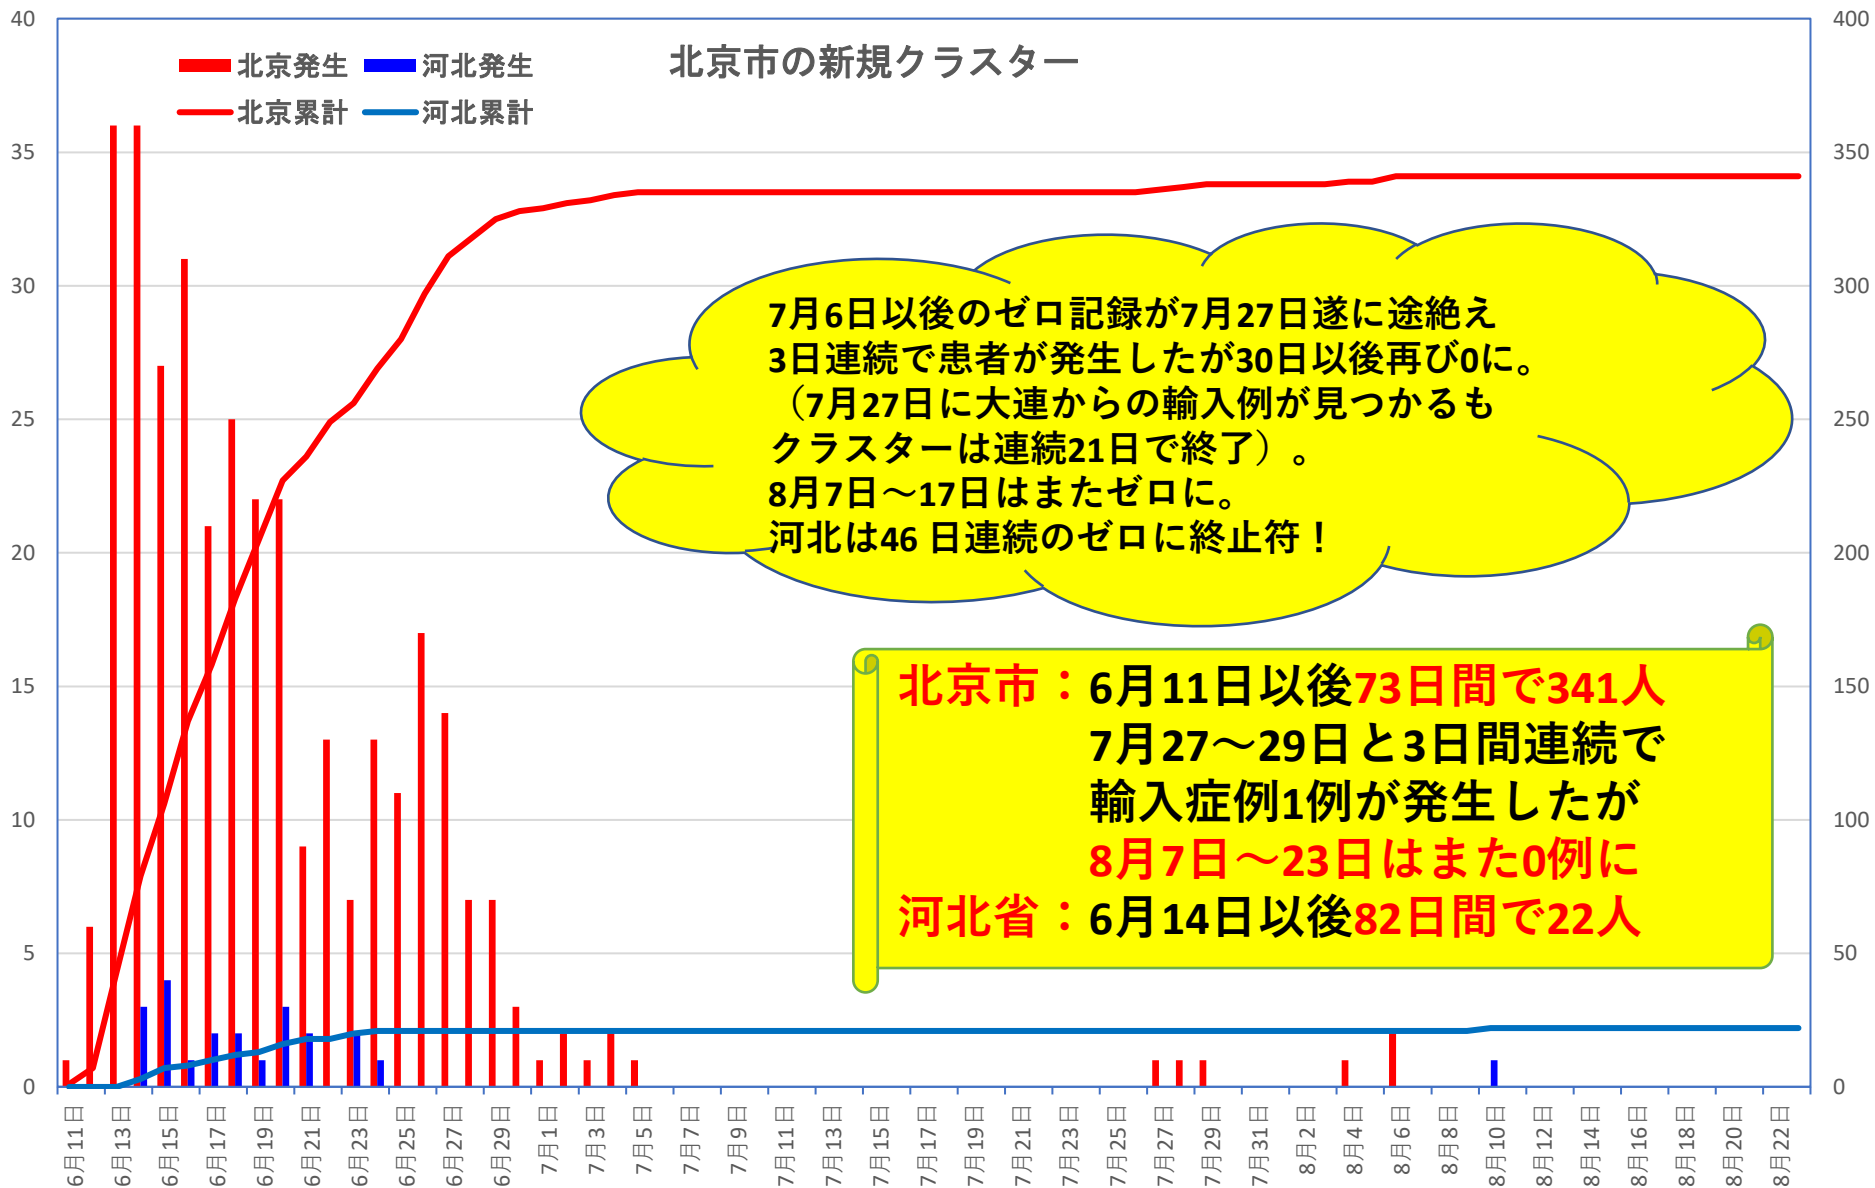 北京市の新規クラスター
北京発生 河北発生
北京累計 河北累計
40
35
30
25
20
15
10
5
0
400
350
300
250
200
150
100
50
0
7月6日以後のゼロ記録が7月27日遂に途絶え
3日連続で患者が発生したが30日以後再び0に。
（7月27日に大連からの輸入例が見つかるも
クラスターは連続21日で終了）。
8月7日～17日はまたゼロに。
河北は46 日連続のゼロに終止符！
北京市：6月11日以後73日間で341人
7月27～29日と3日間連続で
輸入症例1例が発生したが
8月7日～23日はまた0例に
河北省：6月14日以後82日間で22人
6月11日
6月13日
6月15日
6月17日
6月19日
6月21日
6月23日
6月25日
6月27日
6月29日
7月1日
7月3日
7月5日
7月7日
7月9日
7月11日
7月13日
7月15日
7月17日
7月19日
7月21日
7月23日
7月25日
7月27日
7月29日
7月31日
8月2日
8月4日
8月6日
8月8日
8月10日
8月12日
8月14日
8月16日
8月18日
8月20日
8月22日